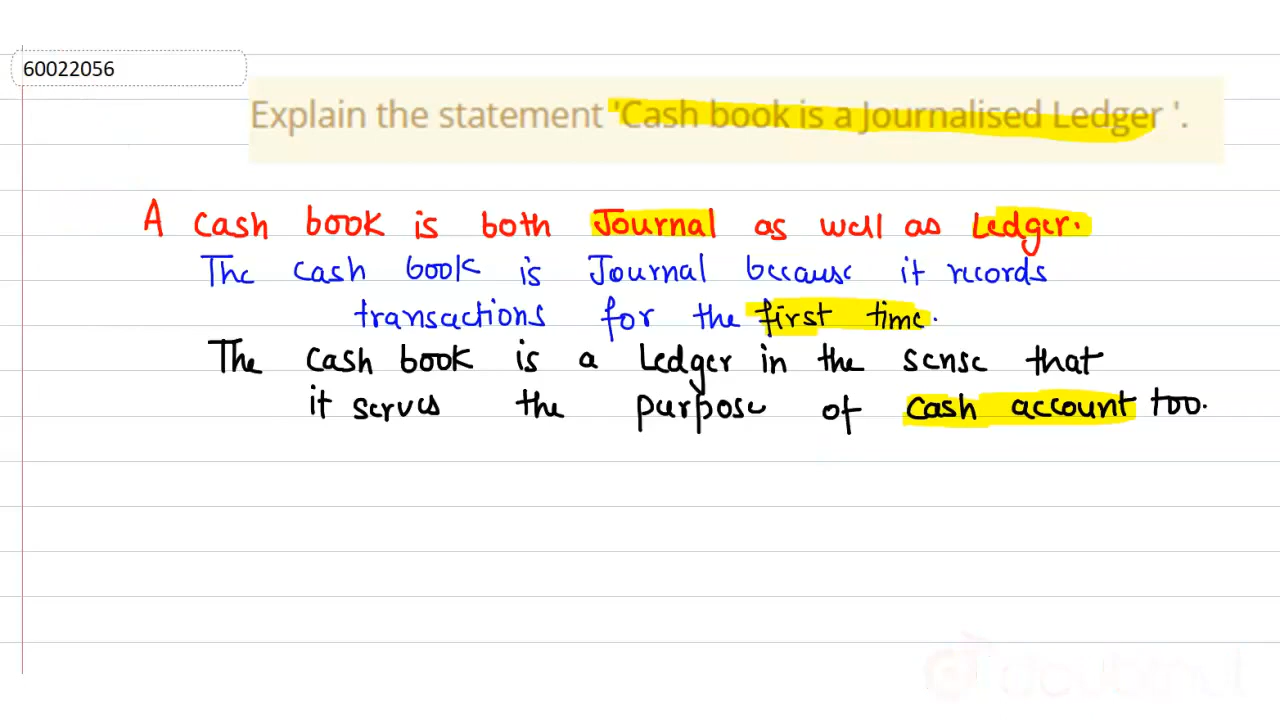 60022056
Explain the statement 'Cash book is a Journalised Ledger '.
A cash book is both Journal as well as Ledger.
The cash book is Journal because it records
transactions for the first time.
The cash book is a Ledger in the sense that
it serves the purpose of cash account too.